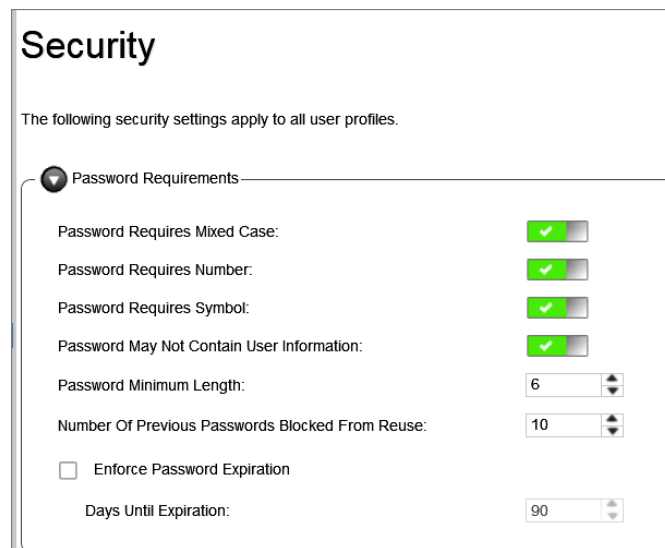 Security
The following security settings apply to all user profiles.
Password Requirements
Password Requires Mixed Case:
Password Requires Number:
Password Requires Symbol:
Password May Not Contain User Information:
Password Minimum Length: 6
Number Of Previous Passwords Blocked From Reuse: 10
Enforce Password Expiration
Days Until Expiration: 90